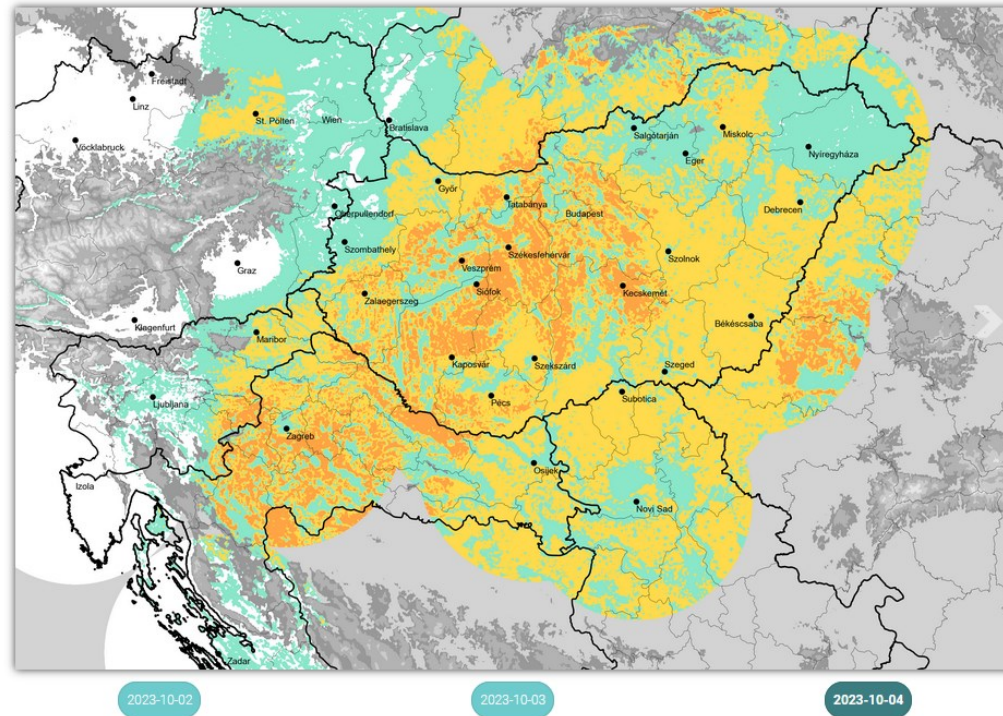 Freistadt
Linz
St. Pölten
Wien
Bratislava
Vöcklabruck
Salgótarján
Miskolc
Eger
Nyíregyháza
Győr
Tatabánya
Budapest
Debrecen
Oberpullendorf
Szombathely
Székesfehérvár
Szolnok
Graz
Veszprém
Siófok
Kecskemét
Zalaegerszeg
Klagenfurt
Maribor
Békéscsaba
Kaposvár
Szekszárd
Szeged
Ljubljana
Pécs
Subotica
Zagreb
Osijek
Izola
Novi Sad
Zadar
2023-10-02 2023-10-03 2023-10-04